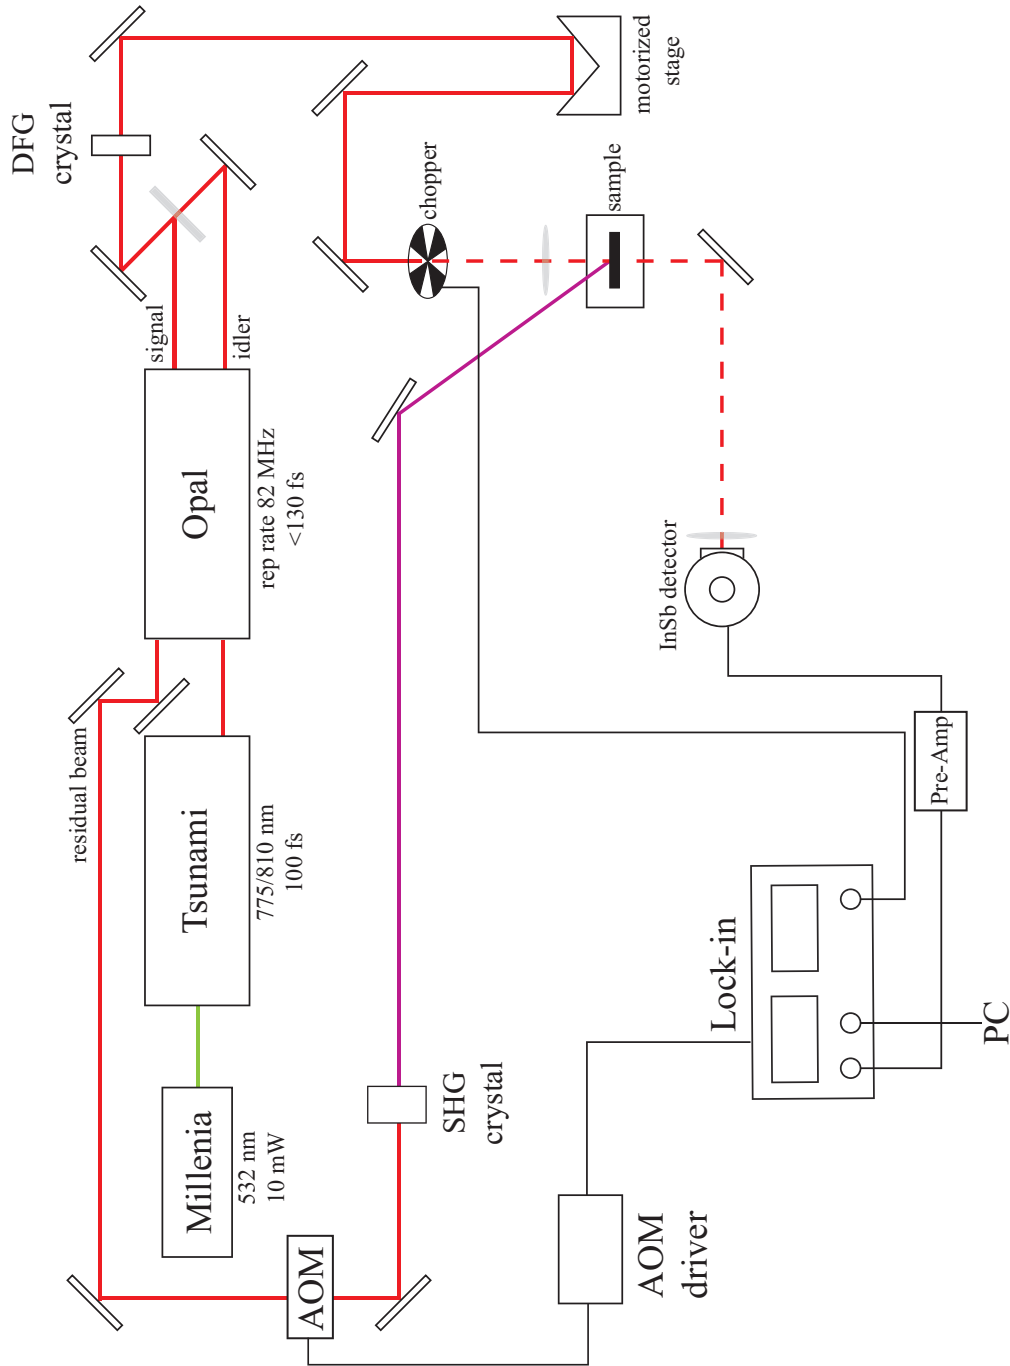 Millenia
532 nm
10 mW
Tsunami
775/810 nm
100 fs
residual beam
Opal
rep rate 82 MHz
<130 fs
signal
idler
DFG
crystal
motorized
stage
chopper
sample
InSb detector
Pre-Amp
Lock-in
PC
SHG
crystal
AOM
AOM
driver